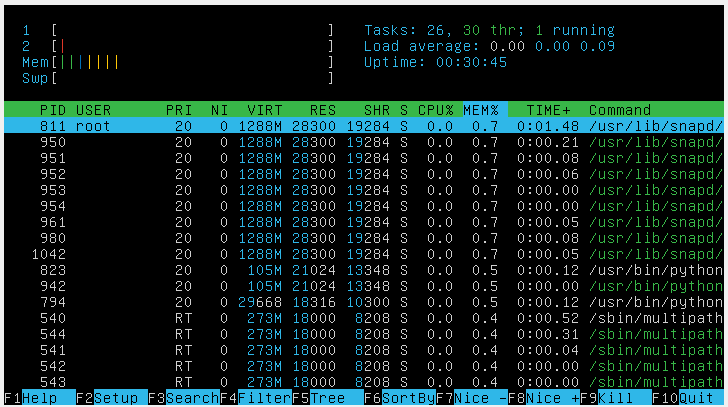 1 [ ] Tasks: 26, 30 thr; 1 running
2 [| ] Load average: 0.00 0.00 0.09
Mem[||||||| ] Uptime: 00:30:45
Swp[ ]
PID USER PRI NI VIRT RES SHR S CPU% MEM% TIME+ Command
811 root 20 0 1288M 28300 19284 S 0.0 0.7 0:01.48 /usr/lib/snapd/
950 20 0 1288M 28300 19284 S 0.0 0.7 0:00.21 /usr/lib/snapd/
951 20 0 1288M 28300 19284 S 0.0 0.7 0:00.08 /usr/lib/snapd/
952 20 0 1288M 28300 19284 S 0.0 0.7 0:00.06 /usr/lib/snapd/
953 20 0 1288M 28300 19284 S 0.0 0.7 0:00.00 /usr/lib/snapd/
954 20 0 1288M 28300 19284 S 0.0 0.7 0:00.00 /usr/lib/snapd/
961 20 0 1288M 28300 19284 S 0.0 0.7 0:00.05 /usr/lib/snapd/
980 20 0 1288M 28300 19284 S 0.0 0.7 0:00.08 /usr/lib/snapd/
1042 20 0 1288M 28300 19284 S 0.0 0.7 0:00.05 /usr/lib/snapd/
823 20 0 105M 21024 13348 S 0.0 0.5 0:00.12 /usr/bin/python
942 20 0 105M 21024 13348 S 0.0 0.5 0:00.00 /usr/bin/python
794 20 0 29668 18316 10300 S 0.0 0.5 0:00.12 /usr/bin/python
540 RT 0 273M 18000 8208 S 0.0 0.4 0:00.52 /sbin/multipath
544 RT 0 273M 18000 8208 S 0.0 0.4 0:00.31 /sbin/multipath
541 RT 0 273M 18000 8208 S 0.0 0.4 0:00.04 /sbin/multipath
542 RT 0 273M 18000 8208 S 0.0 0.4 0:00.00 /sbin/multipath
543 RT 0 273M 18000 8208 S 0.0 0.4 0:00.00 /sbin/multipath
F1Help F2Setup F3SearchF4FilterF5Tree F6SortByF7Nice -F8Nice +F9Kill F10Quit